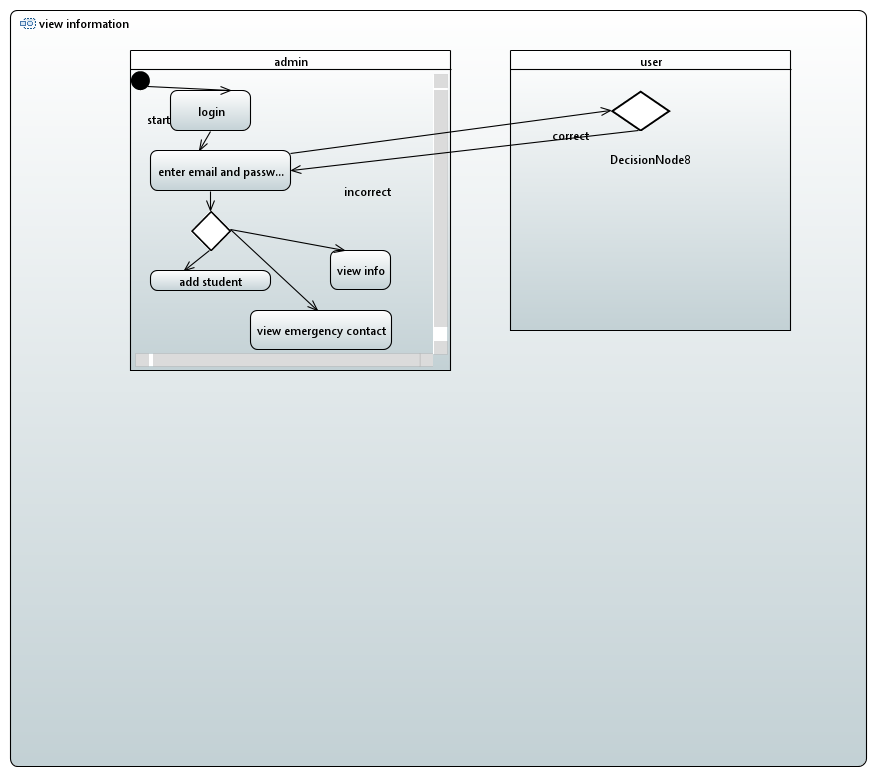 view information
admin
user
login
start
correct
DecisionNode8
enter email and passw...
incorrect
view info
add student
view emergency contact